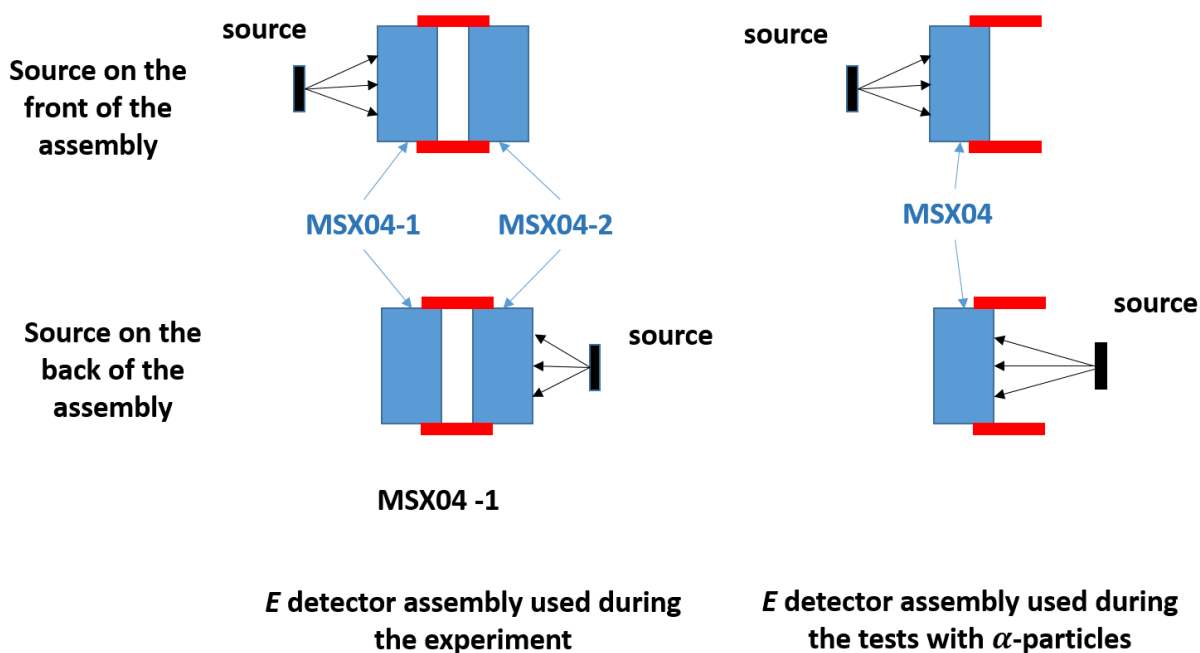 source
source
Source on the
front of the
assembly
MSX04-1
MSX04-2
MSX04
source
source
Source on the
back of the
assembly
MSX04 -1
E detector assembly used during
the experiment
E detector assembly used during
the tests with α-particles